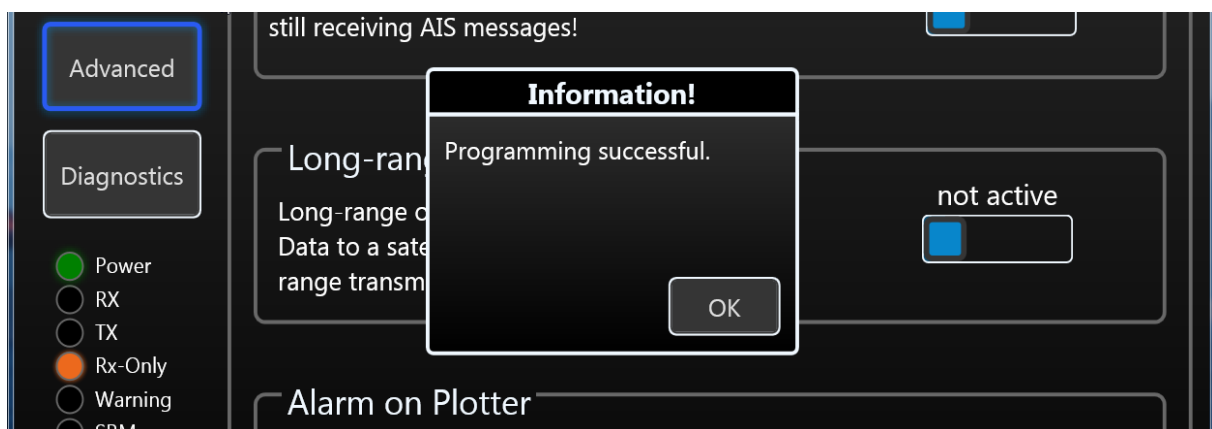 still receiving AIS messages!
Advanced
Information!
Programming successful.
Long-ran
Diagnostics
not active
Long-range
Data to a sate
range transm
OK
Power
RX
TX
Rx-Only
Warning
Alarm on Plotter